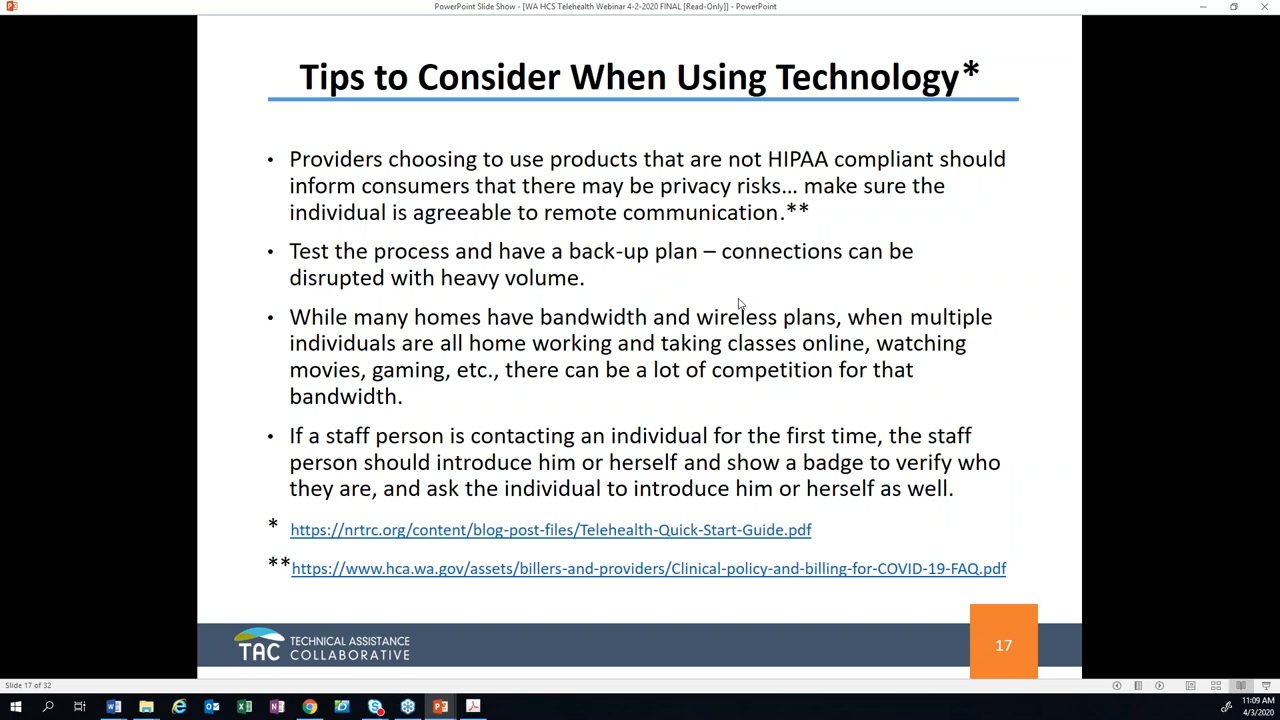 PowerPoint Slide Show - [WA HCS Telehealth Webinar 4-2-2020 FINAL [Read-Only]] - PowerPoint
Tips to Consider When Using Technology*
• Providers choosing to use products that are not HIPAA compliant should
inform consumers that there may be privacy risks… make sure the
individual is agreeable to remote communication.**
• Test the process and have a back-up plan – connections can be
disrupted with heavy volume.
• While many homes have bandwidth and wireless plans, when multiple
individuals are all home working and taking classes online, watching
movies, gaming, etc., there can be a lot of competition for that
bandwidth.
• If a staff person is contacting an individual for the first time, the staff
person should introduce him or herself and show a badge to verify who
they are, and ask the individual to introduce him or herself as well.
* https://nrtrc.org/content/blog-post-files/Telehealth-Quick-Start-Guide.pdf
**https://www.hca.wa.gov/assets/billers-and-providers/Clinical-policy-and-billing-for-COVID-19-FAQ.pdf
TAC TECHNICAL ASSISTANCE
COLLABORATIVE
17
Slide 17 of 32
11:09 AM
4/3/2020